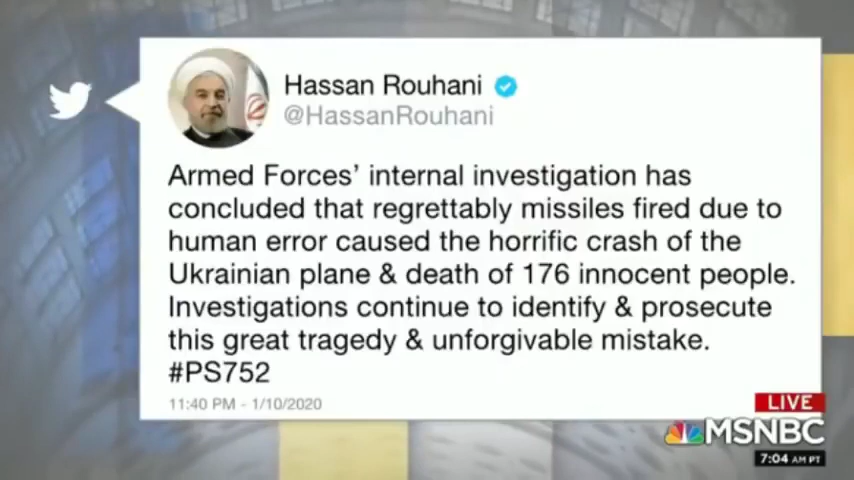 Hassan Rouhani
@HassanRouhani
Armed Forces’ internal investigation has
concluded that regrettably missiles fired due to
human error caused the horrific crash of the
Ukrainian plane & death of 176 innocent people.
Investigations continue to identify & prosecute
this great tragedy & unforgivable mistake.
#PS752
11:40 PM - 1/10/2020
LIVE
MSNBC
7:04 AM PT